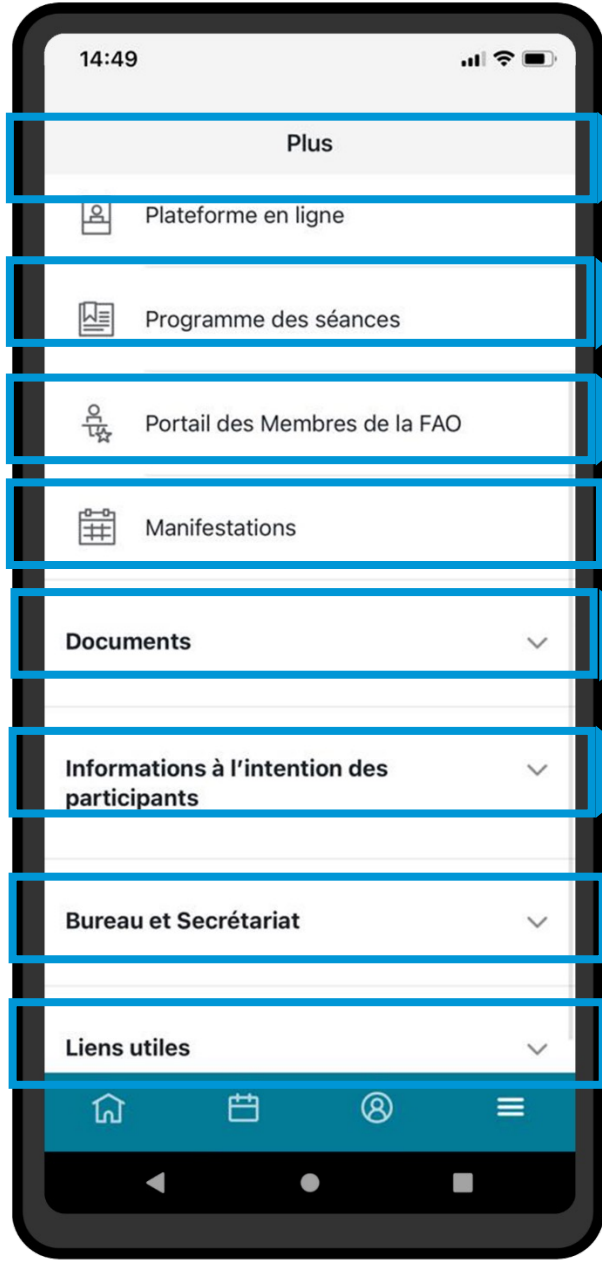 14:49
Plus
Plateforme en ligne
Programme des séances
Portail des Membres de la FAO
Manifestations
Documents
Informations à l'intention des
participants
Bureau et Secrétariat
Liens utiles